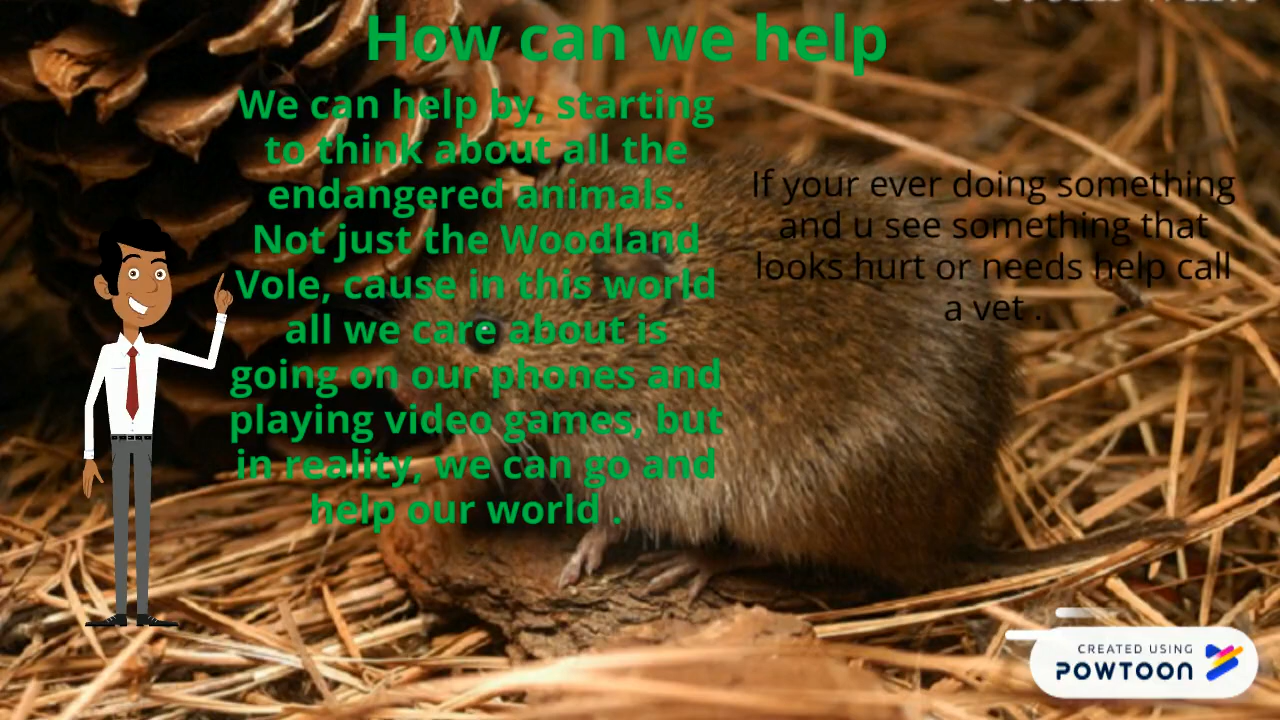 How can we help
We can help by, starting
to think about all the
endangered animals.
Not just the Woodland
Vole, cause in this world
all we care about is
going on our phones and
playing video games, but
in reality, we can go and
help our world .
If your ever doing something
and u see something that
looks hurt or needs help call
a vet .
CREATED USING
POWTOON